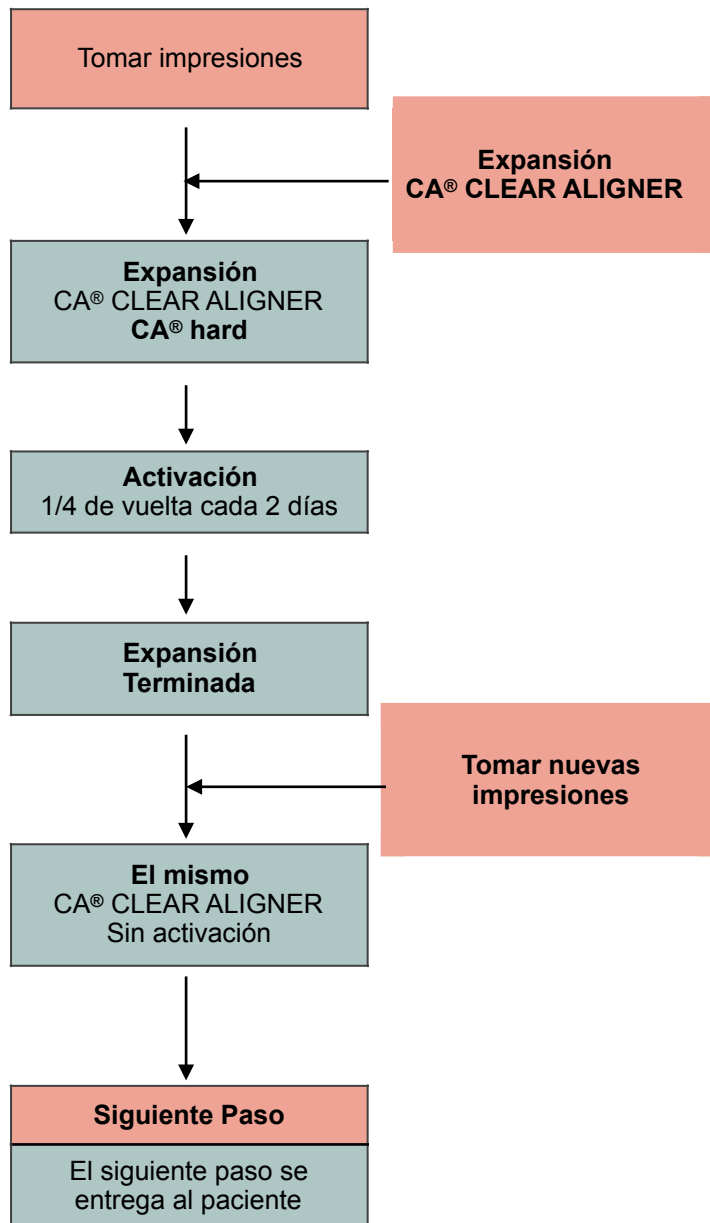 Tomar impresiones
Expansión
CA® CLEAR ALIGNER
Expansión
CA® CLEAR ALIGNER
CA® hard
Activación
1/4 de vuelta cada 2 días
Expansión
Terminada
Tomar nuevas
impresiones
El mismo
CA® CLEAR ALIGNER
Sin activación
Siguiente Paso
El siguiente paso se
entrega al paciente